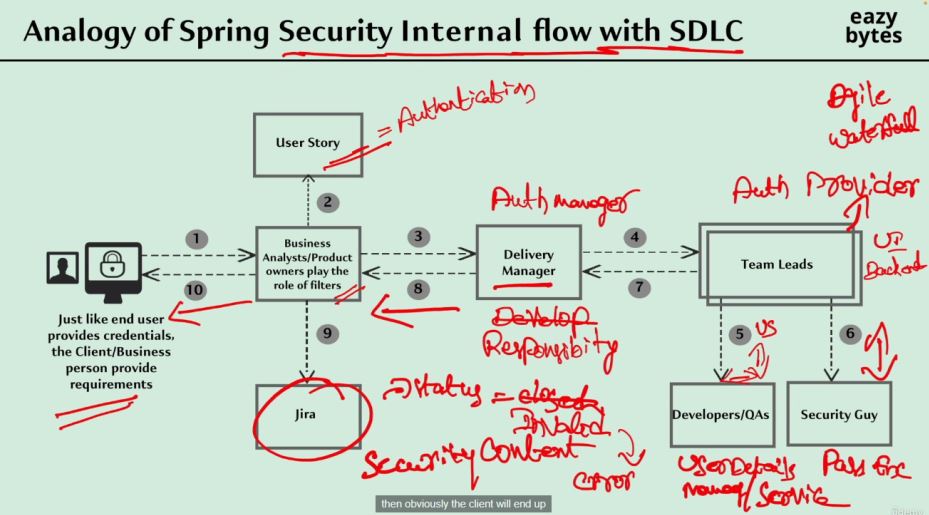 Analogy of Spring Security Internal flow with SDLC
eazy
bytes
Agile
waterfall
= Authentication
User Story
Auth manager
Auth Provider
1
2
3
4
Business
Analysts/Product
owners play the
role of filters
Delivery
Manager
Team Leads
UI
Backend
10
8
7
Just like end user
provides credentials,
the Client/Business
person provide
requirements
9
Develop
Responsibity
5
US
6
Jira
Status = closed
Invalid
Security Content
error
Developers/QAs
Security Guy
UserDetails
Manag/Service
Pass Enc
then obviously the client will end up